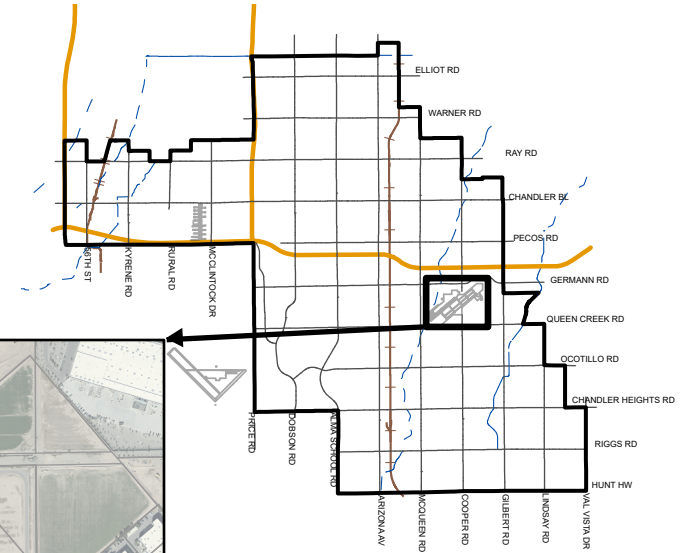 ELLIOT RD
WARNER RD
RAY RD
CHANDLER BL
PECOS RD
GERMANN RD
QUEEN CREEK RD
OCOTILLO RD
CHANDLER HEIGHTS RD
RIGGS RD
HUNT HW
56TH ST
KYRENE RD
RURAL RD
MCCLINTOCK DR
PRICE RD
DOBSON RD
ALMA SCHOOL RD
ARIZONA AV
MCQUEEN RD
COOPER RD
GILBERT RD
LINDSAY RD
VAL VISTA DR